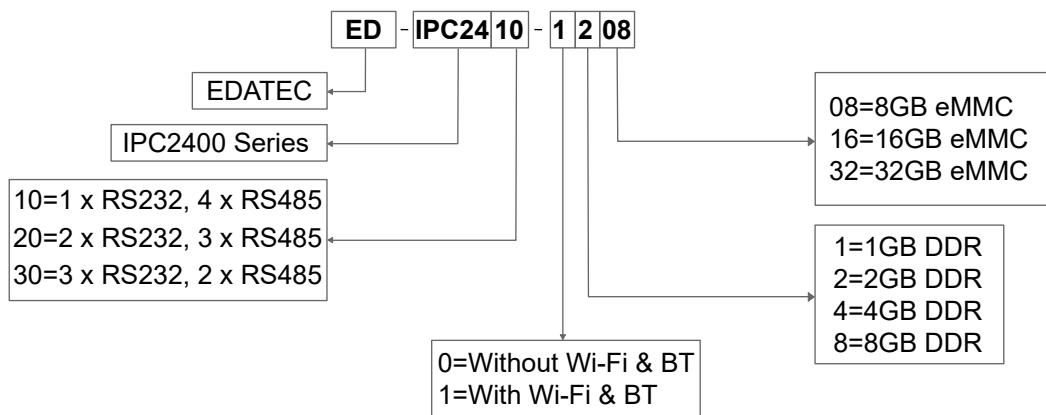 ED - IPC24 10 - 1 2 08
EDATEC
IPC2400 Series
10=1 x RS232, 4 x RS485
20=2 x RS232, 3 x RS485
30=3 x RS232, 2 x RS485
0=Without Wi-Fi & BT
1=With Wi-Fi & BT
08=8GB eMMC
16=16GB eMMC
32=32GB eMMC
1=1GB DDR
2=2GB DDR
4=4GB DDR
8=8GB DDR